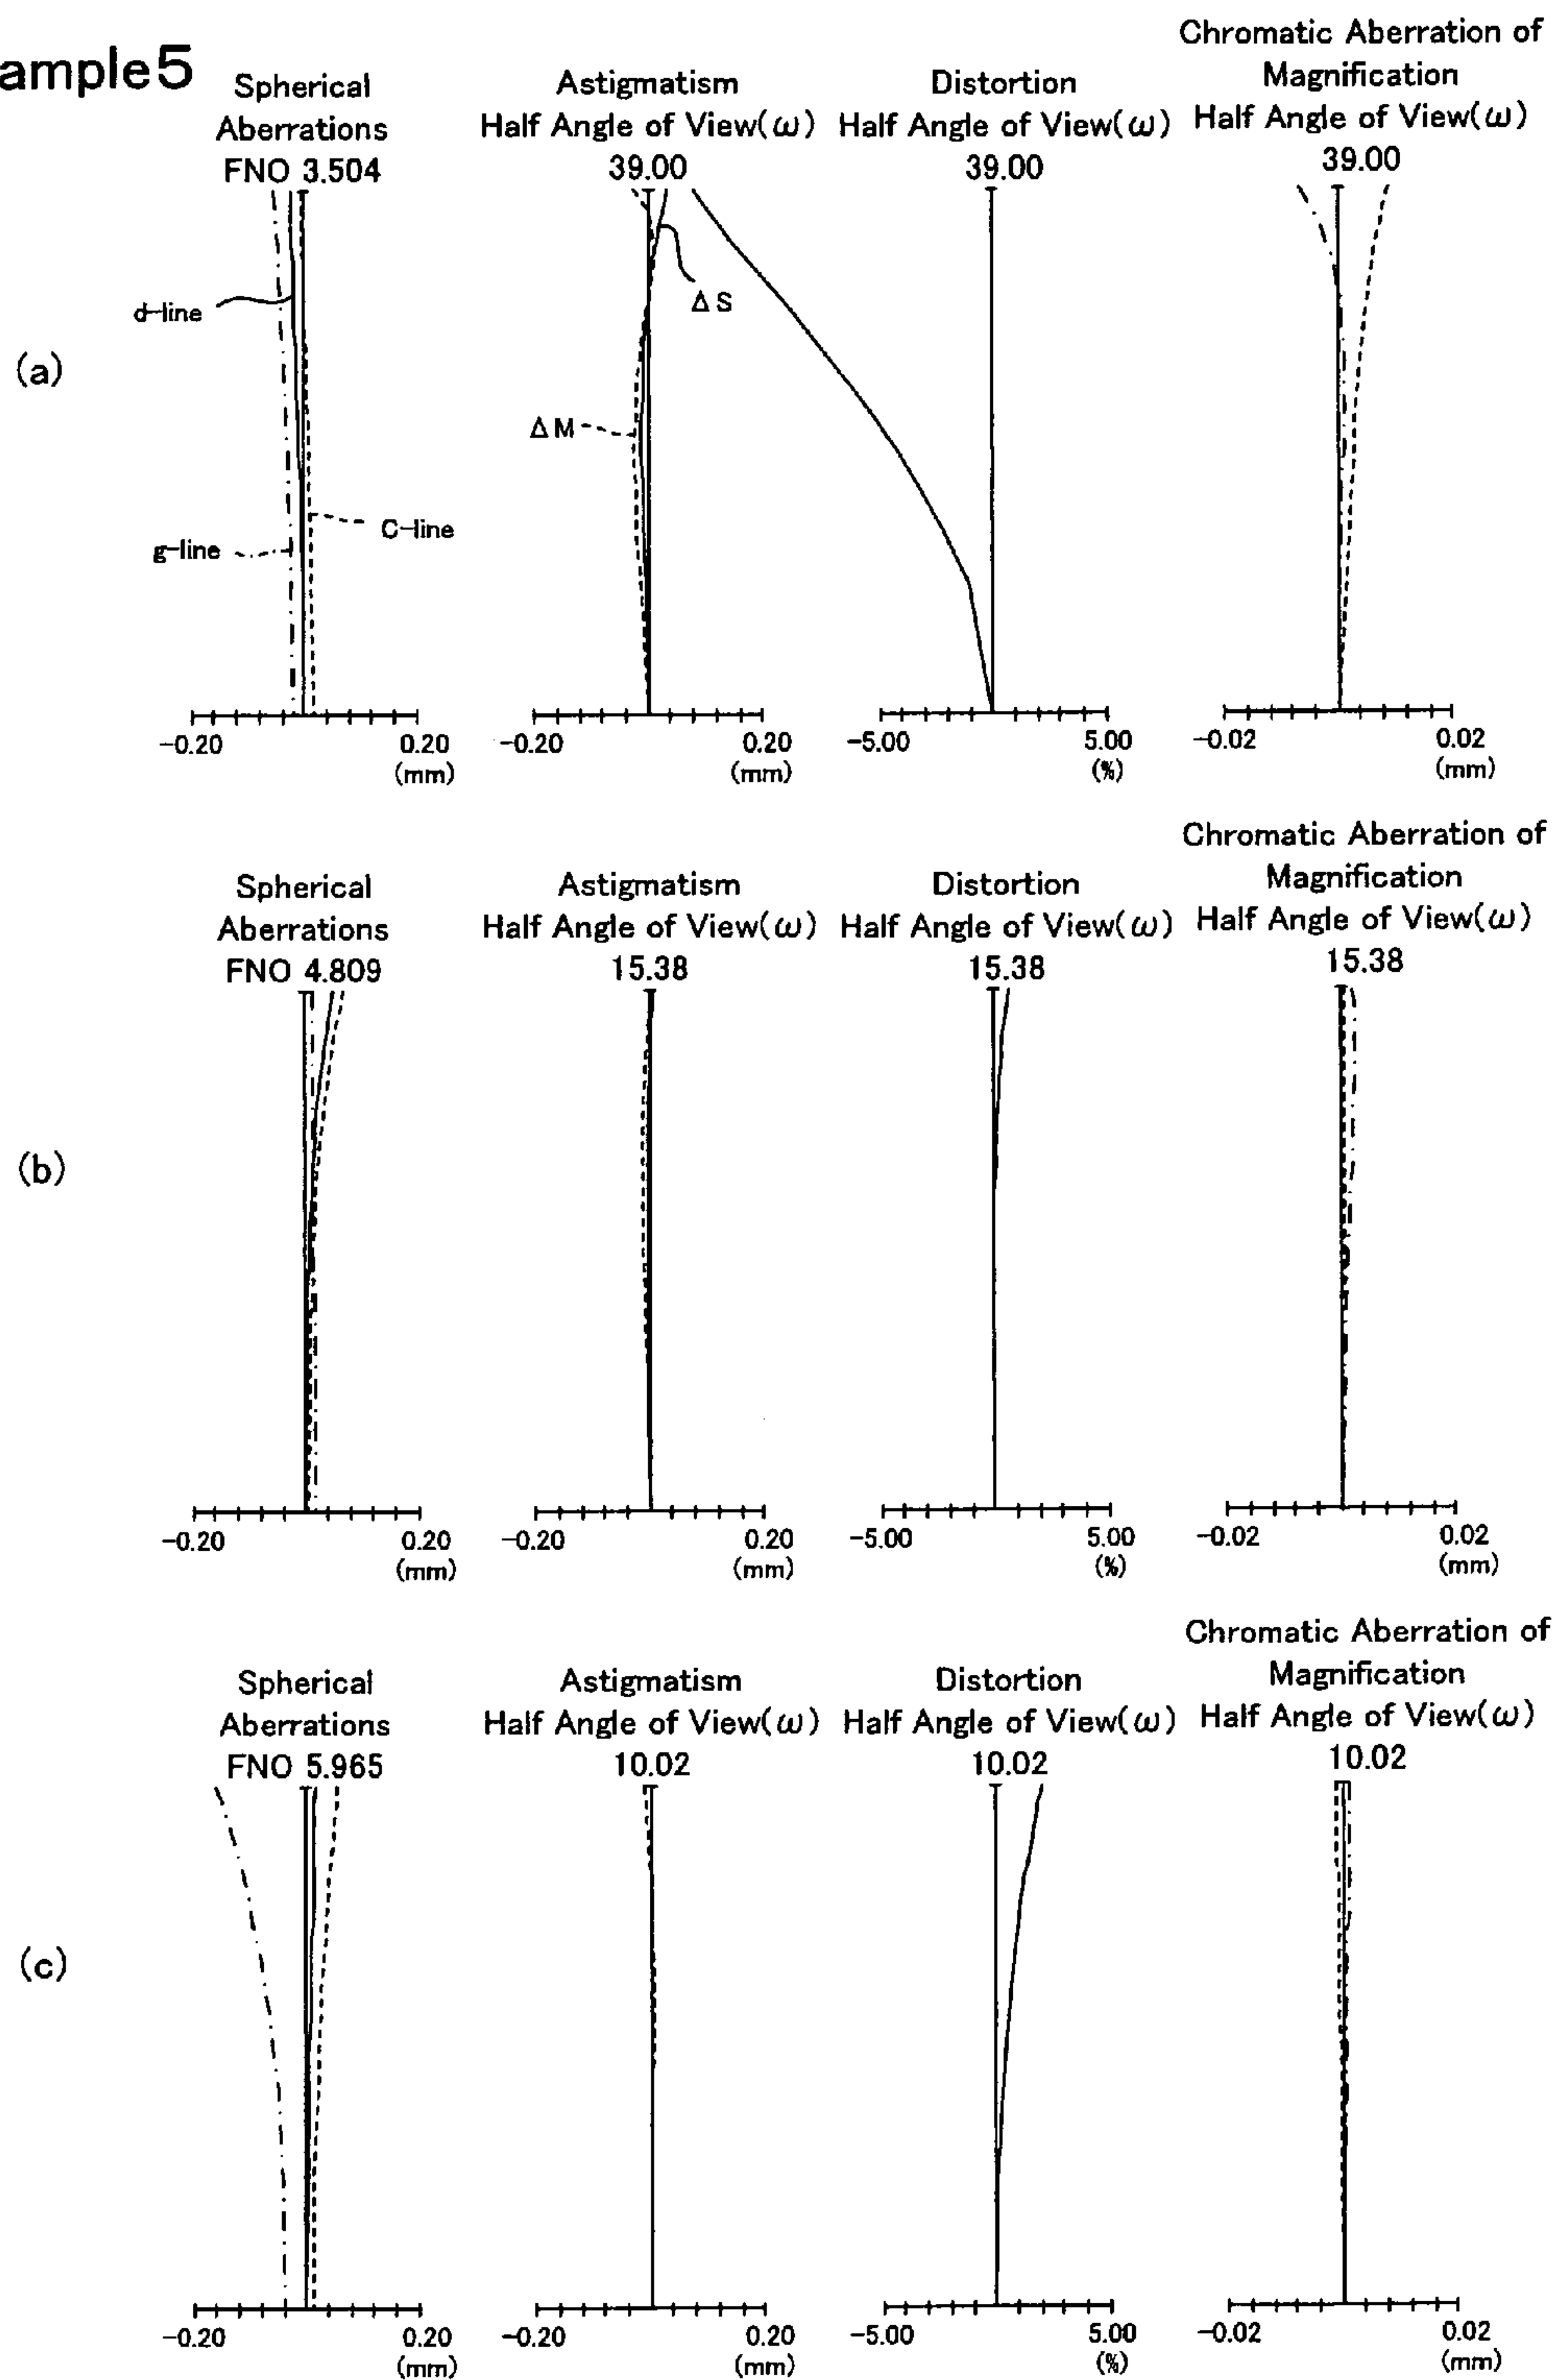 ample5
Spherical
Aberrations
FNO 3.504
Astigmatism
Half Angle of View(ω)
39.00
Distortion
Half Angle of View(ω)
39.00
Chromatic Aberration of
Magnification
Half Angle of View(ω)
39.00
(a)
d-line
g-line
C-line
ΔS
ΔM
-0.20
0.20
(mm)
-0.20
0.20
(mm)
-5.00
5.00
(%)
-0.02
0.02
(mm)
Spherical
Aberrations
FNO 4.809
Astigmatism
Half Angle of View(ω)
15.38
Distortion
Half Angle of View(ω)
15.38
Chromatic Aberration of
Magnification
Half Angle of View(ω)
15.38
(b)
-0.20
0.20
(mm)
-0.20
0.20
(mm)
-5.00
5.00
(%)
-0.02
0.02
(mm)
Spherical
Aberrations
FNO 5.965
Astigmatism
Half Angle of View(ω)
10.02
Distortion
Half Angle of View(ω)
10.02
Chromatic Aberration of
Magnification
Half Angle of View(ω)
10.02
(c)
-0.20
0.20
(mm)
-0.20
0.20
(mm)
-5.00
5.00
(%)
-0.02
0.02
(mm)